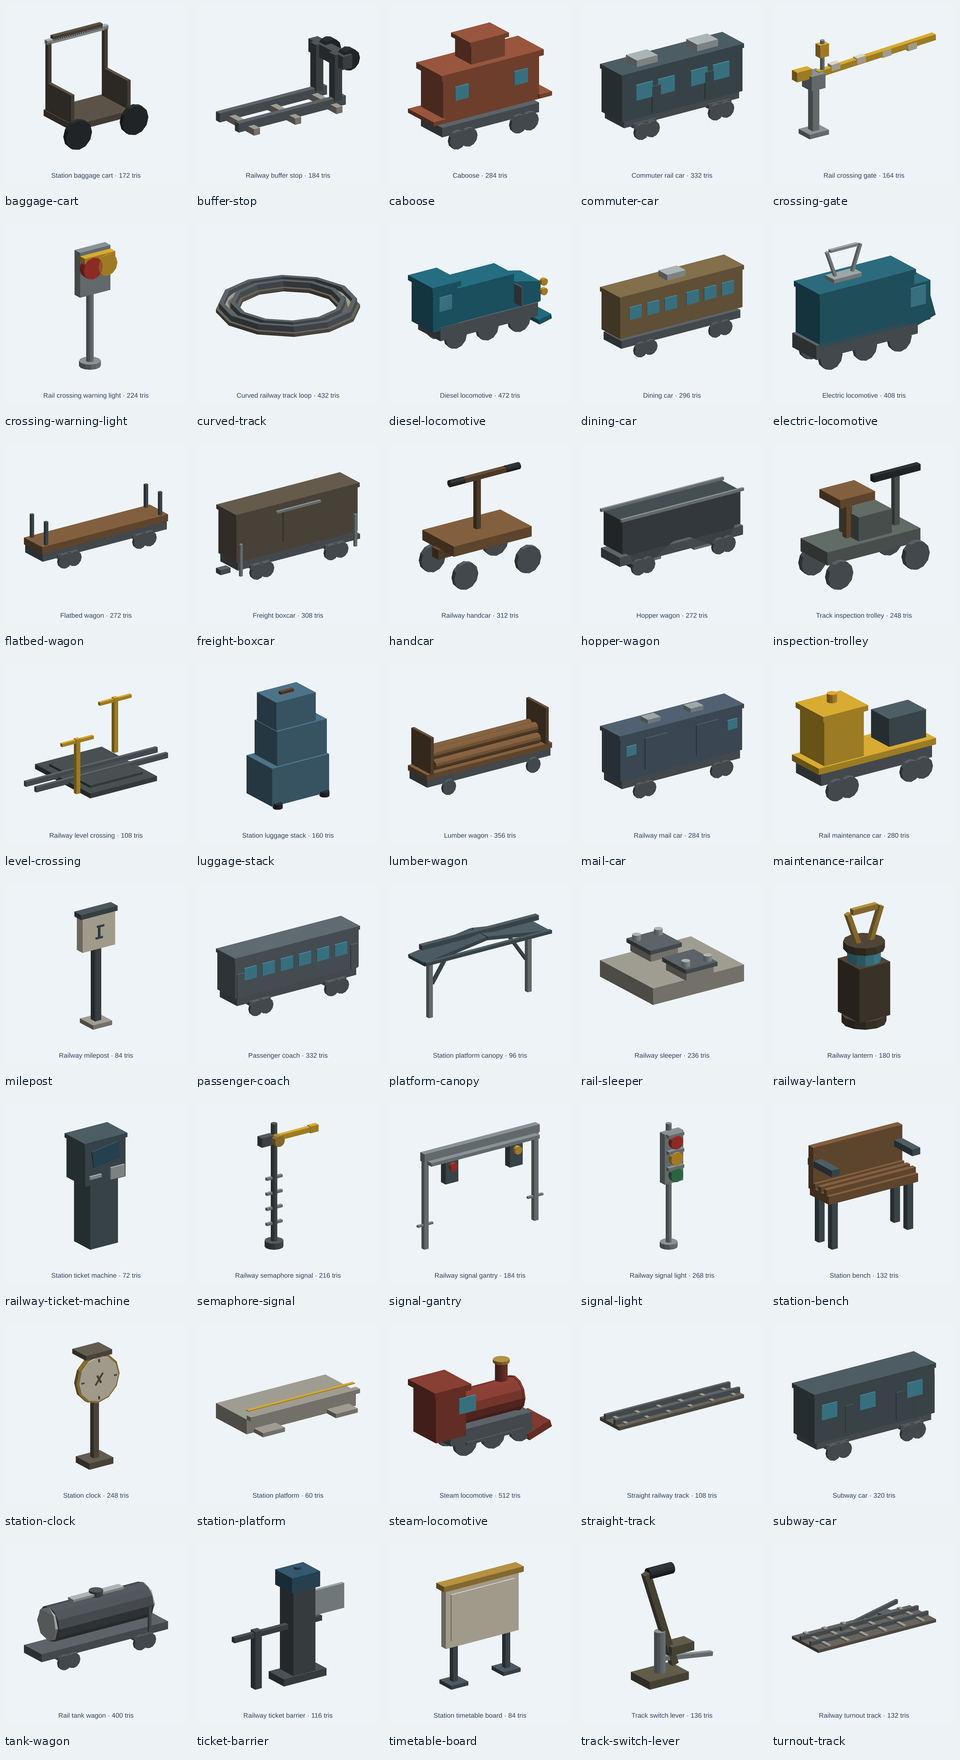 Station baggage cart · 172 tris
Railway buffer stop · 184 tris
Caboose · 284 tris
Commuter rail car · 332 tris
Rail crossing gate · 164 tris
baggage-cart
buffer-stop
caboose
commuter-car
crossing-gate
Rail crossing warning light · 224 tris
Curved railway track loop · 432 tris
Diesel locomotive · 472 tris
Dining car · 296 tris
Electric locomotive · 408 tris
crossing-warning-light
curved-track
diesel-locomotive
dining-car
electric-locomotive
Flatbed wagon · 272 tris
Freight boxcar · 308 tris
Railway handcar · 312 tris
Hopper wagon · 272 tris
Track inspection trolley · 248 tris
flatbed-wagon
freight-boxcar
handcar
hopper-wagon
inspection-trolley
Railway level crossing · 108 tris
Station luggage stack · 160 tris
Lumber wagon · 356 tris
Railway mail car · 284 tris
Rail maintenance car · 280 tris
level-crossing
luggage-stack
lumber-wagon
mail-car
maintenance-railcar
Railway milepost · 84 tris
Passenger coach · 332 tris
Station platform canopy · 96 tris
Railway sleeper · 236 tris
Railway lantern · 180 tris
milepost
passenger-coach
platform-canopy
rail-sleeper
railway-lantern
Station ticket machine · 72 tris
Railway semaphore signal · 216 tris
Railway signal gantry · 184 tris
Railway signal light · 268 tris
Station bench · 132 tris
railway-ticket-machine
semaphore-signal
signal-gantry
signal-light
station-bench
Station clock · 248 tris
Station platform · 60 tris
Steam locomotive · 512 tris
Straight railway track · 108 tris
Subway car · 320 tris
station-clock
station-platform
steam-locomotive
straight-track
subway-car
Rail tank wagon · 400 tris
Railway ticket barrier · 116 tris
Station timetable board · 84 tris
Track switch lever · 136 tris
Railway turnout track · 132 tris
tank-wagon
ticket-barrier
timetable-board
track-switch-lever
turnout-track